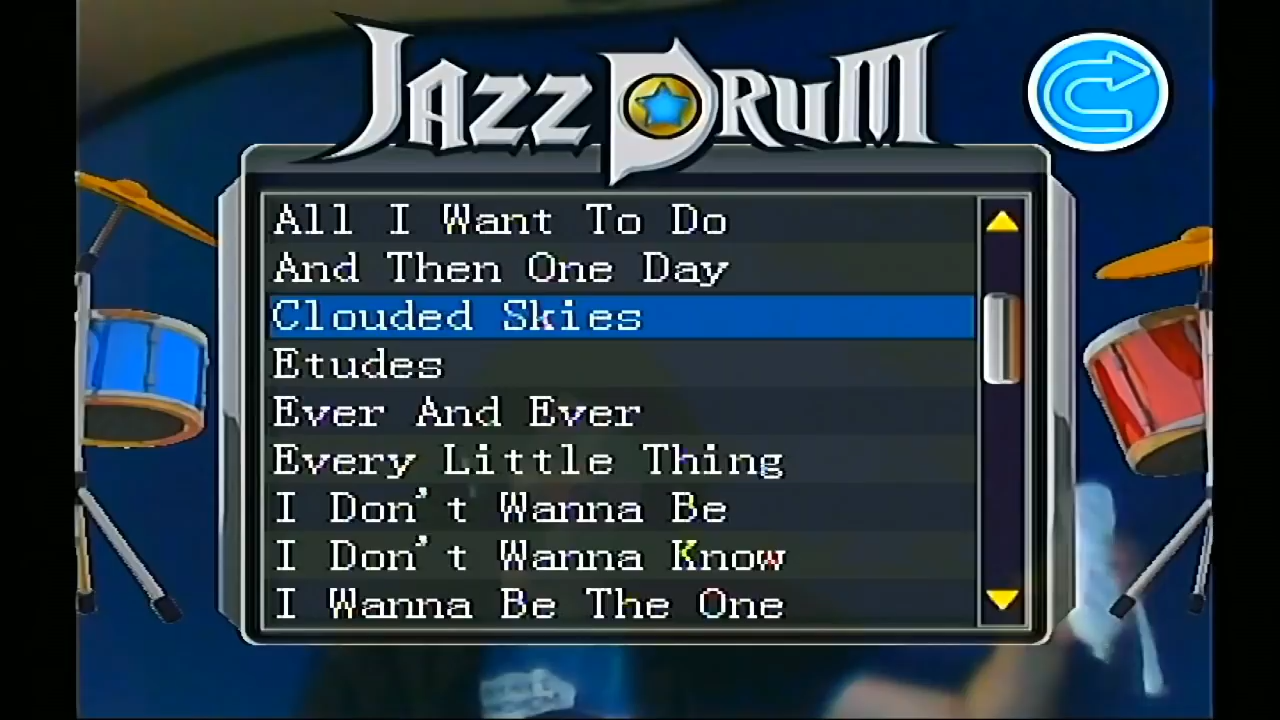 JAZZ DRUM
All I Want To Do
And Then One Day
Clouded Skies
Etudes
Ever And Ever
Every Little Thing
I Don't Wanna Be
I Don't Wanna Know
I Wanna Be The One